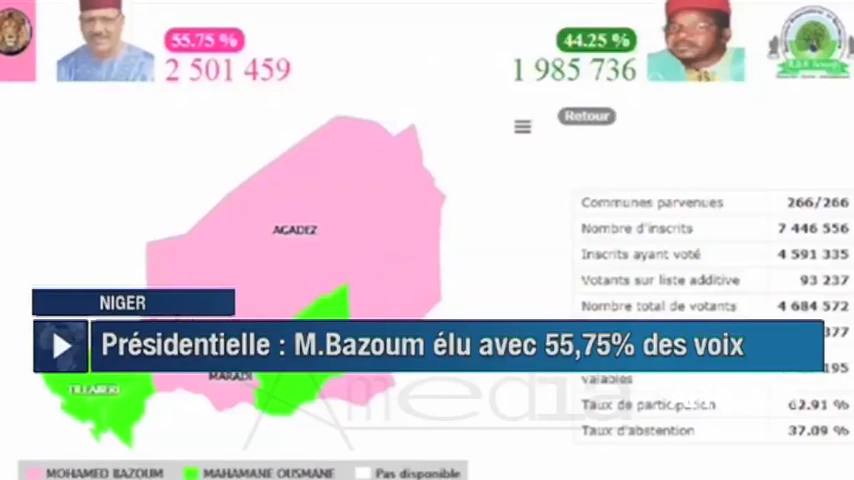 55.75 %
2 501 459
44.25 %
1 985 736
Retour
Communes parvenues 266/266
Nombre d'inscrits 7 446 556
Inscrits ayant voté 4 591 335
Votants sur liste additive 93 237
Nombre total de votants 4 684 572
AGADEZ
NIGER
Présidentielle : M.Bazoum élu avec 55,75% des voix
377
195
valables
MARADI
TILLABERI
Amedia
Taux de participation 62.91 %
Taux d'abstention 37.09 %
MOHAMED BAZOUM MAHAMANE OUSMANE Pas disponible